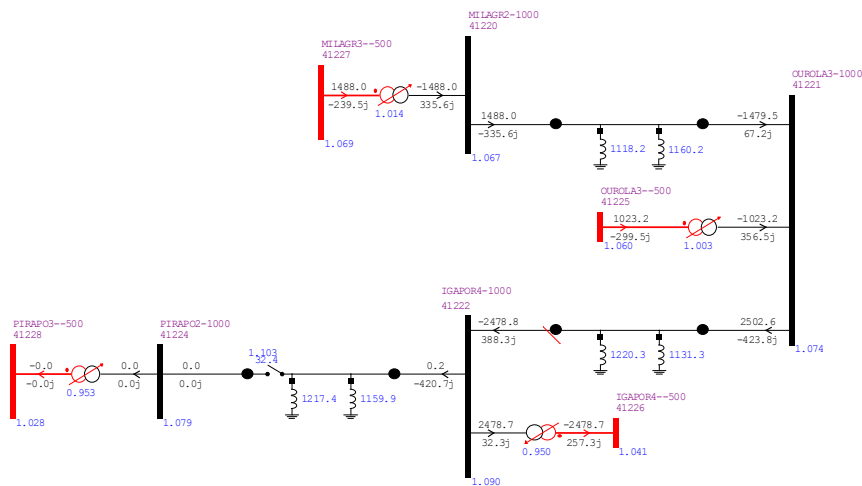 MILAGR2-1000
41220
MILAGR3--500
41227
OUROLA3-1000
41221
1488.0
-239.5j
1.014
-1488.0
335.6j
1.069
1488.0
-335.6j
1.067
1118.2
1160.2
-1479.5
67.2j
OUROLA3--500
41225
1023.2
-299.5j
1.060
1.003
-1023.2
356.5j
IGAPOR4-1000
41222
PIRAPO3--500
41228
PIRAPO2-1000
41224
-2478.8
388.3j
1220.3
1131.3
2502.6
-423.8j
1.074
-0.0
-0.0j
0.953
0.0
0.0j
0.0
0.0j
1.103
32.4
1217.4
1159.9
0.2
-420.7j
1.028
1.079
IGAPOR4--500
41226
2478.7
32.3j
0.950
-2478.7
257.3j
1.041
1.090